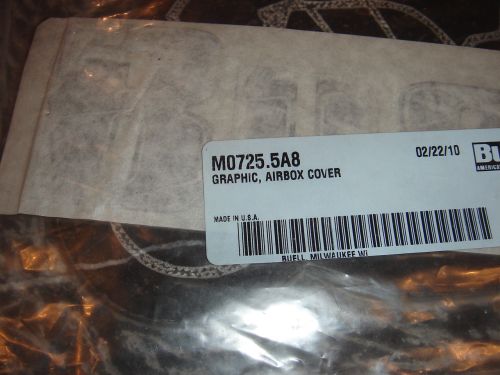 M0725.5A8
02/22/10
GRAPHIC, AIRBOX COVER
MADE IN U.S.A.
BUELL, MILWAUKEE WI